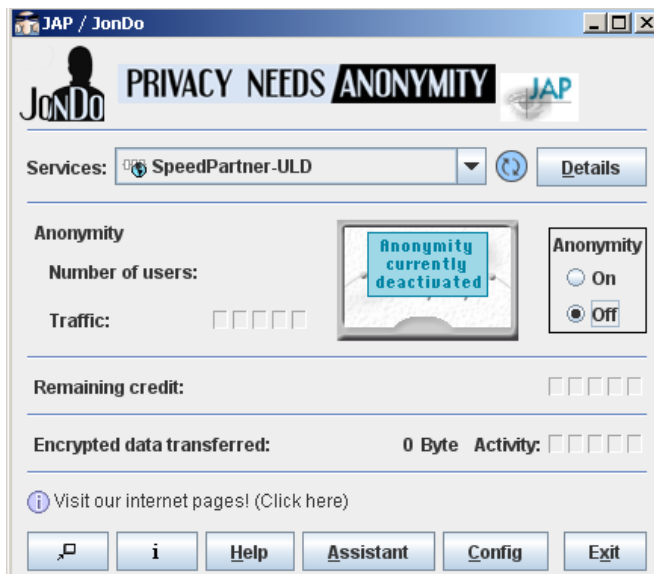 JAP / JonDo
JONDO PRIVACY NEEDS ANONYMITY JAP
Services: SpeedPartner-ULD Details
Anonymity
Number of users:
Traffic:
Anonymity
currently
deactivated
Anonymity
On
Off
Remaining credit:
Encrypted data transferred: 0 Byte Activity:
i Visit our internet pages! (Click here)
i Help Assistant Config Exit